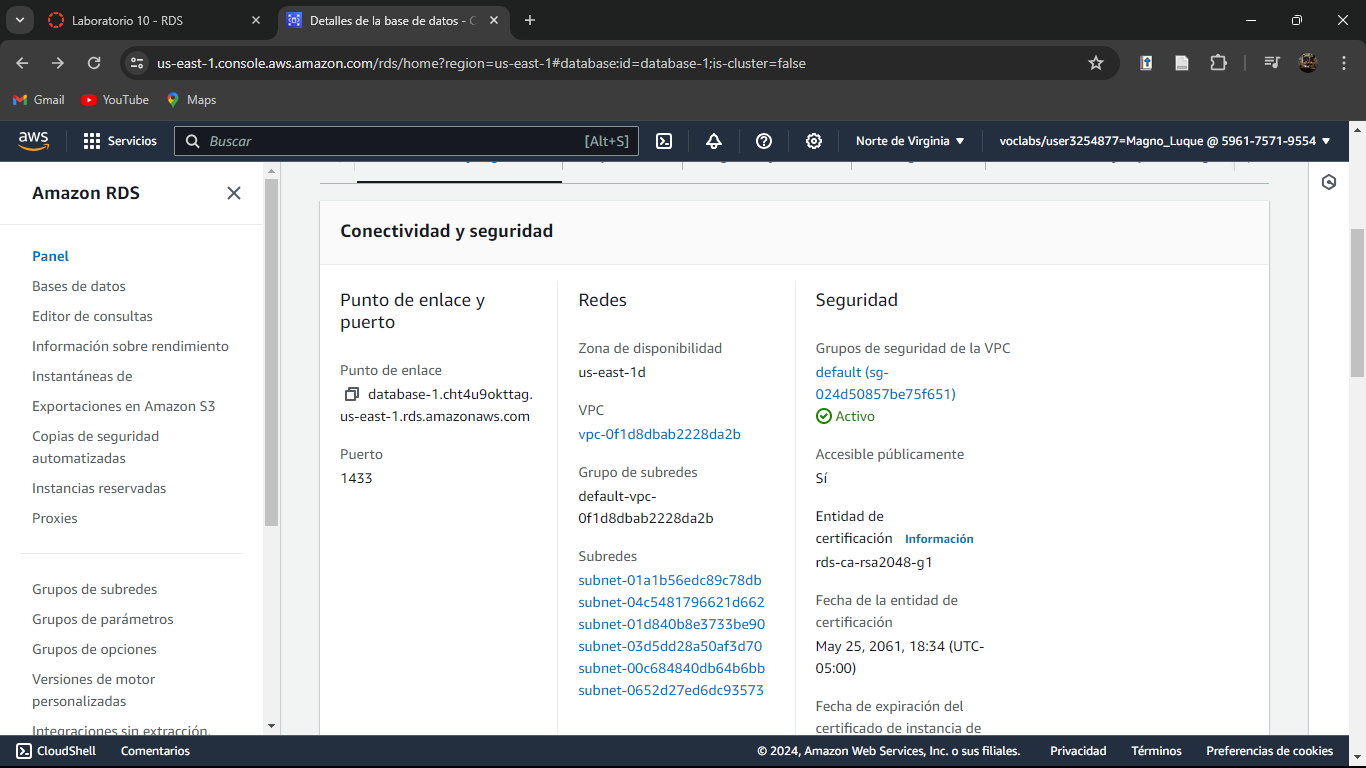 Laboratorio 10 - RDS
Detalles de la base de datos - C
us-east-1.console.aws.amazon.com/rds/home?region=us-east-1#database:id=database-1;is-cluster=false
Gmail
YouTube
Maps
aws
Servicios
Buscar
[Alt+S]
Norte de Virginia
voclabs/user3254877=Magno_Luque @ 5961-7571-9554
Amazon RDS
Panel
Bases de datos
Editor de consultas
Información sobre rendimiento
Instantáneas de
Exportaciones en Amazon S3
Copias de seguridad
automatizadas
Instancias reservadas
Proxies
Grupos de subredes
Grupos de parámetros
Grupos de opciones
Versiones de motor
personalizadas
Integraciones sin extracción,
Conectividad y seguridad
Punto de enlace y
puerto
Punto de enlace
database-1.cht4u9okttag.
us-east-1.rds.amazonaws.com
Puerto
1433
Redes
Zona de disponibilidad
us-east-1d
VPC
vpc-0f1d8dbab2228da2b
Grupo de subredes
default-vpc-
0f1d8dbab2228da2b
Subredes
subnet-01a1b56edc89c78db
subnet-04c5481796621d662
subnet-01d840b8e3733be90
subnet-03d5dd28a50af3d70
subnet-00c684840db64b6bb
subnet-0652d27ed6dc93573
Seguridad
Grupos de seguridad de la VPC
default (sg-
024d50857be75f651)
Activo
Accesible públicamente
Sí
Entidad de
certificación Información
rds-ca-rsa2048-g1
Fecha de la entidad de
certificación
May 25, 2061, 18:34 (UTC-
05:00)
Fecha de expiración del
certificado de instancia de
CloudShell
Comentarios
© 2024, Amazon Web Services, Inc. o sus filiales.
Privacidad
Términos
Preferencias de cookies